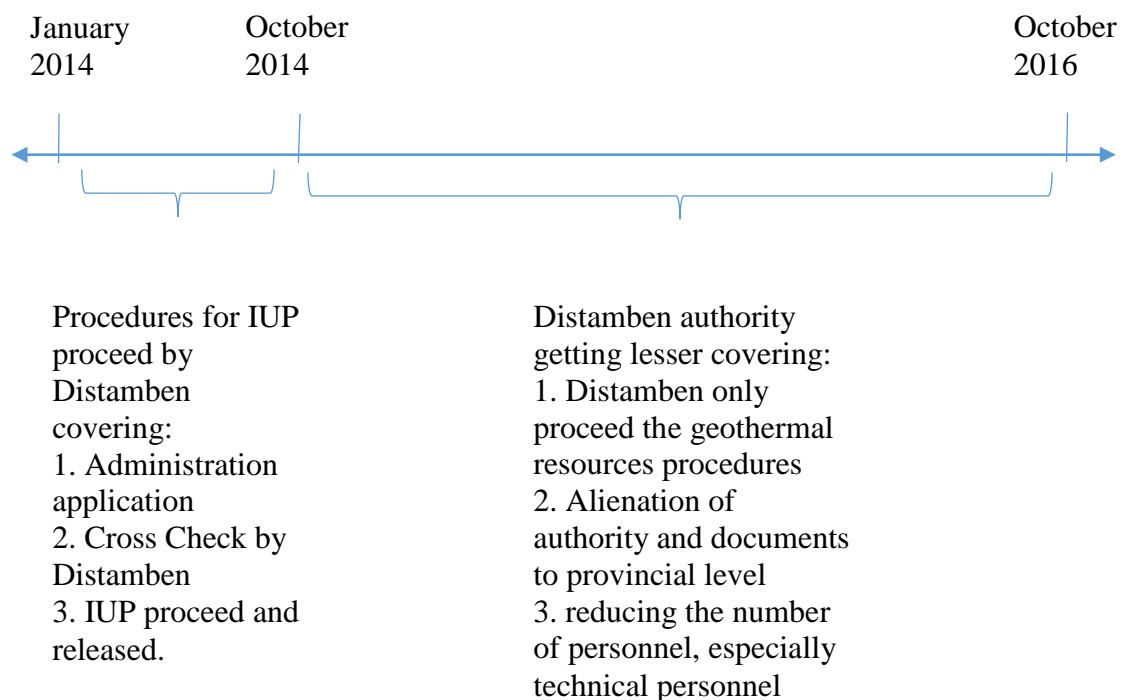 January
2014
October
2014
October
2016
Procedures for IUP
proceed by
Distamben
covering:
1. Administration
application
2. Cross Check by
Distamben
3. IUP proceed and
released.
Distamben authority
getting lesser covering:
1. Distamben only
proceed the geothermal
resources procedures
2. Alienation of
authority and documents
to provincial level
3. reducing the number
of personnel, especially
technical personnel